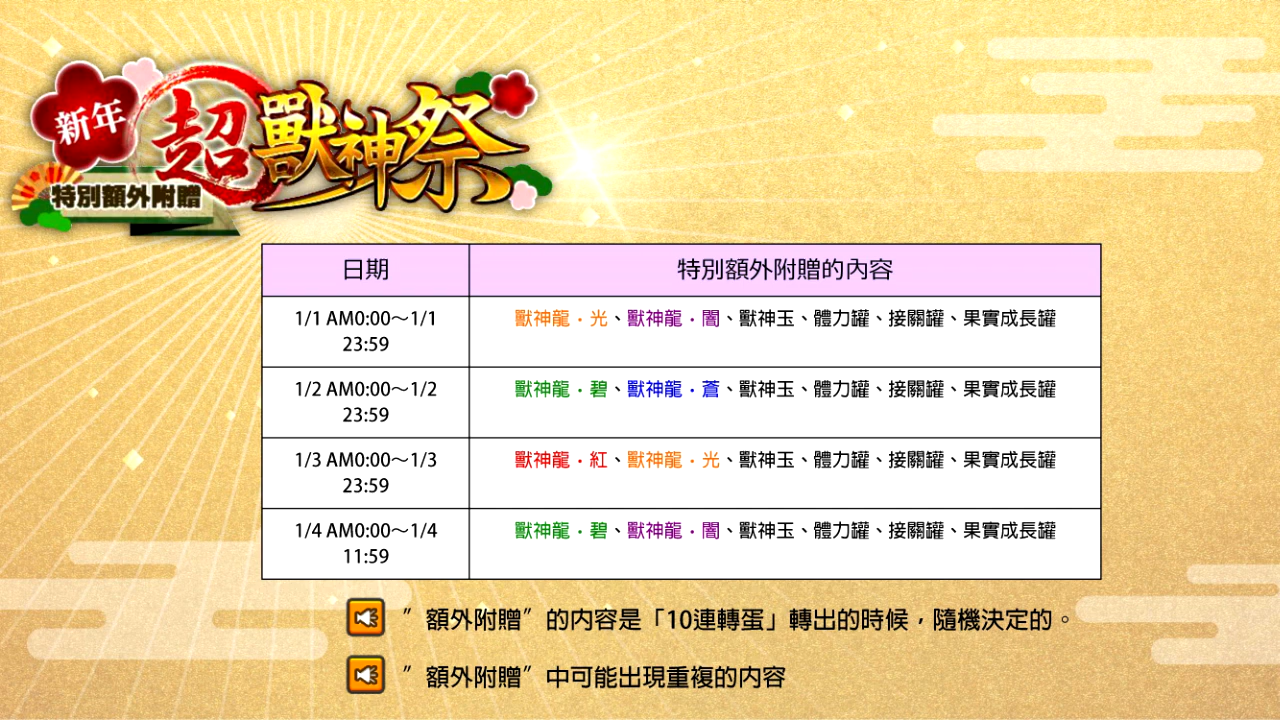 新年
超獸神祭
特別額外附贈
日期
特別額外附贈的內容
1/1 AM0:00～1/1
23:59
獸神龍・光、獸神龍・闇、獸神玉、體力罐、接關罐、果實成長罐
1/2 AM0:00～1/2
23:59
獸神龍・碧、獸神龍・蒼、獸神玉、體力罐、接關罐、果實成長罐
1/3 AM0:00～1/3
23:59
獸神龍・紅、獸神龍・光、獸神玉、體力罐、接關罐、果實成長罐
1/4 AM0:00～1/4
11:59
獸神龍・碧、獸神龍・闇、獸神玉、體力罐、接關罐、果實成長罐
”額外附贈”的内容是「10連轉蛋」轉出的時候，隨機決定的。
”額外附贈”中可能出現重複的内容